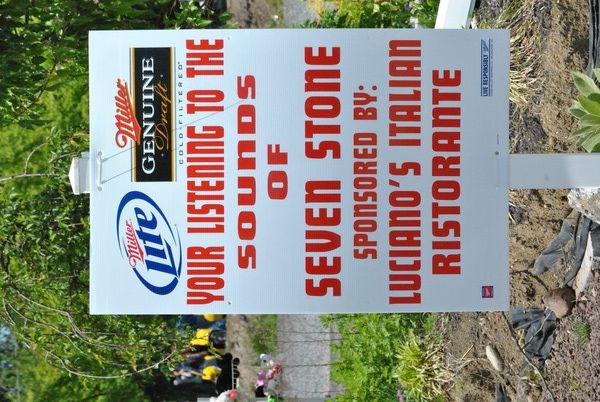 Miller
Lite
Miller
GENUINE
Draft
COLD-FILTERED
YOUR LISTENING TO THE
SOUNDS
OF
SEVEN STONE
SPONSORED BY:
LUCIANO'S ITALIAN
RISTORANTE
LIVE RESPONSIBLY